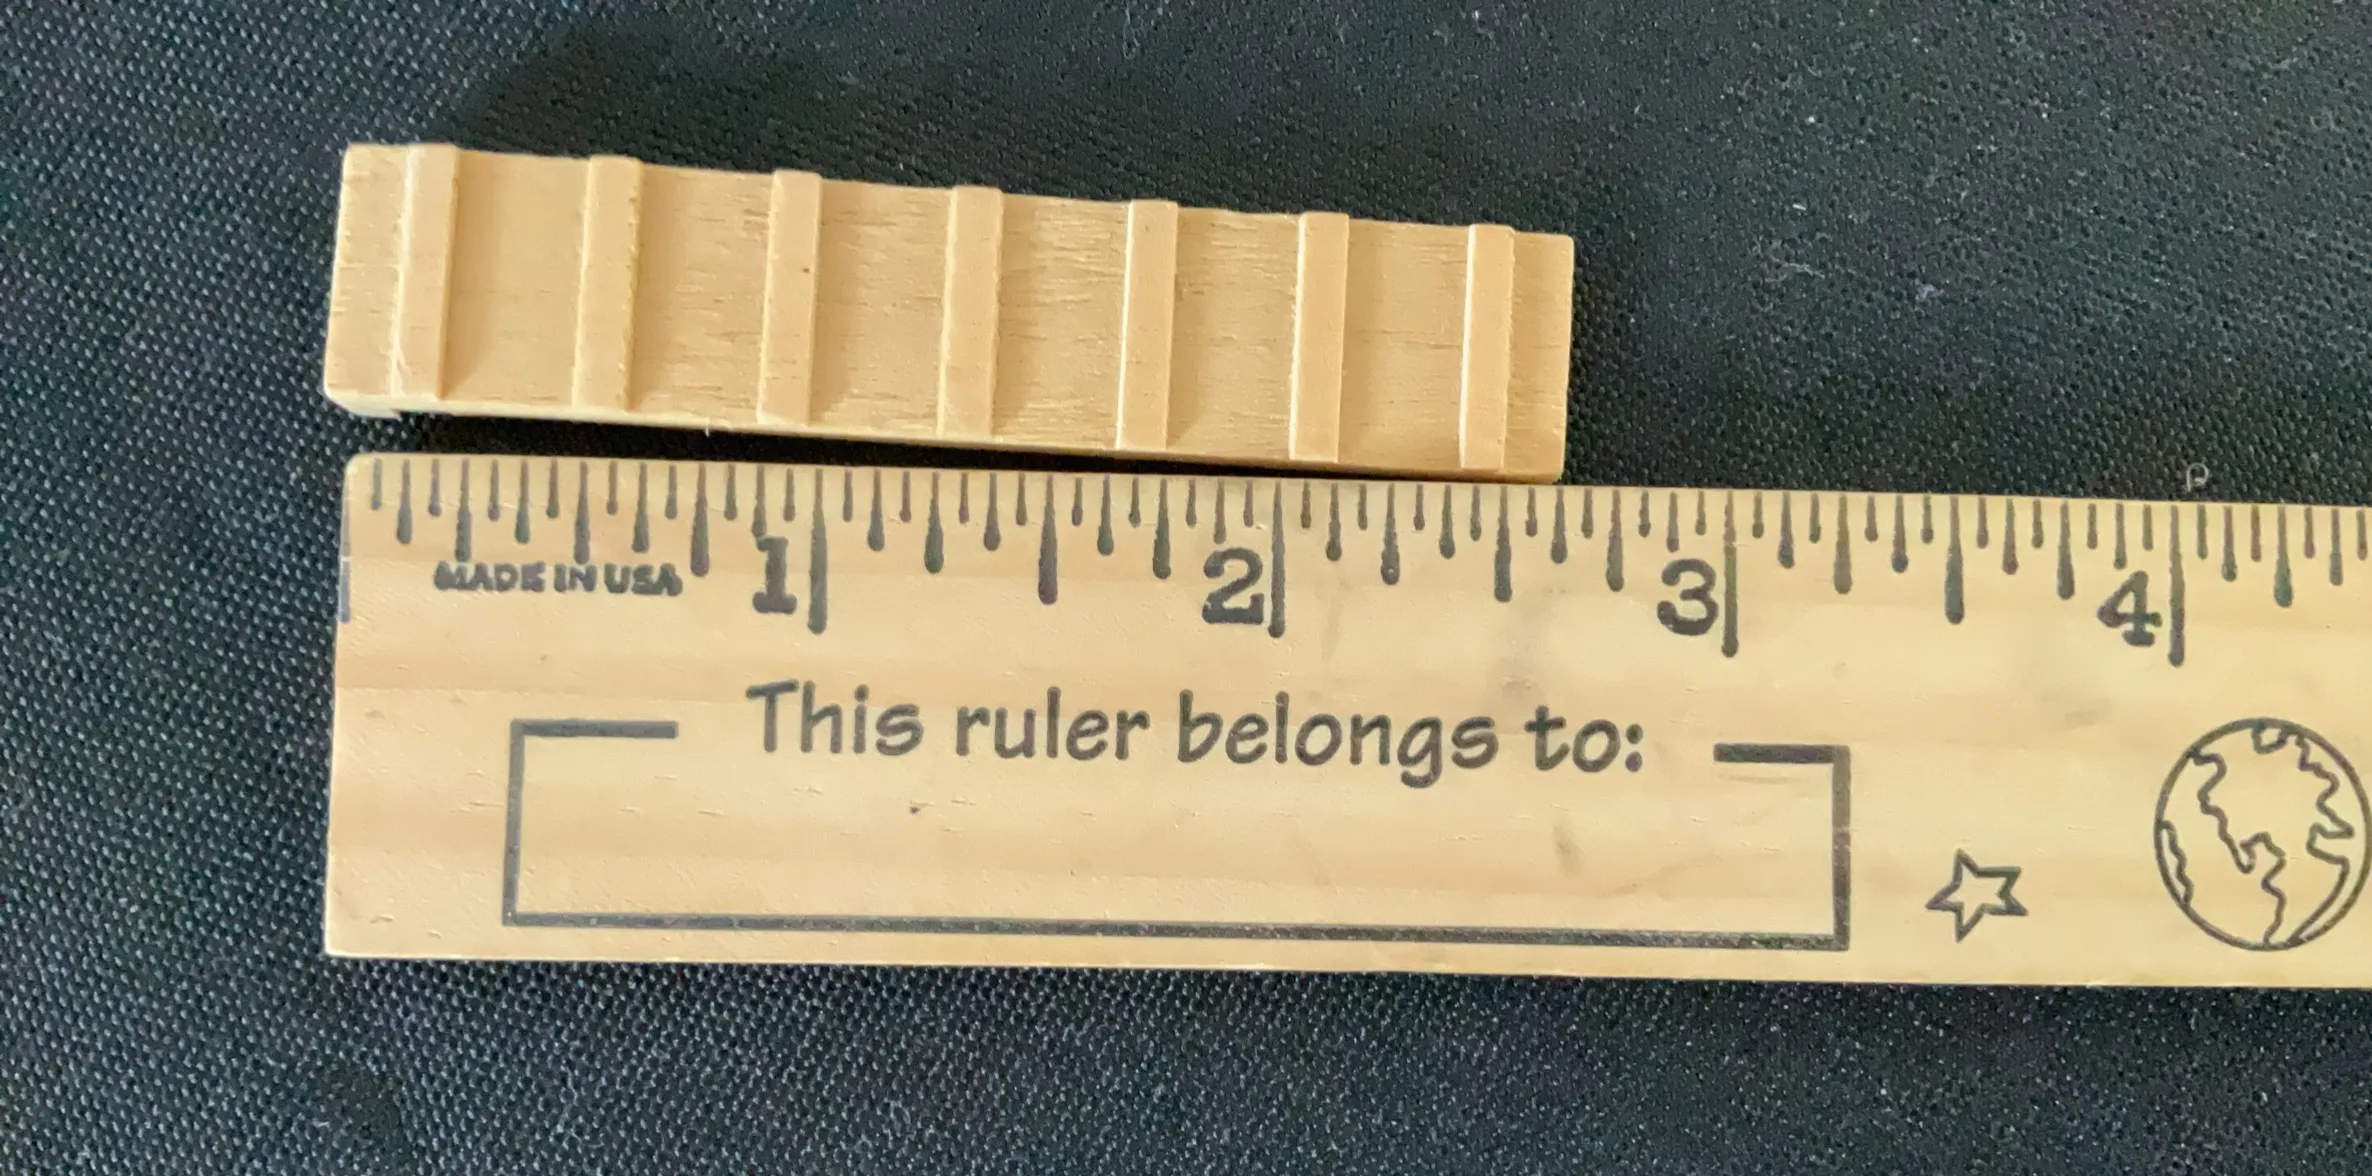 1 2 3 4
MADE IN USA
This ruler belongs to: